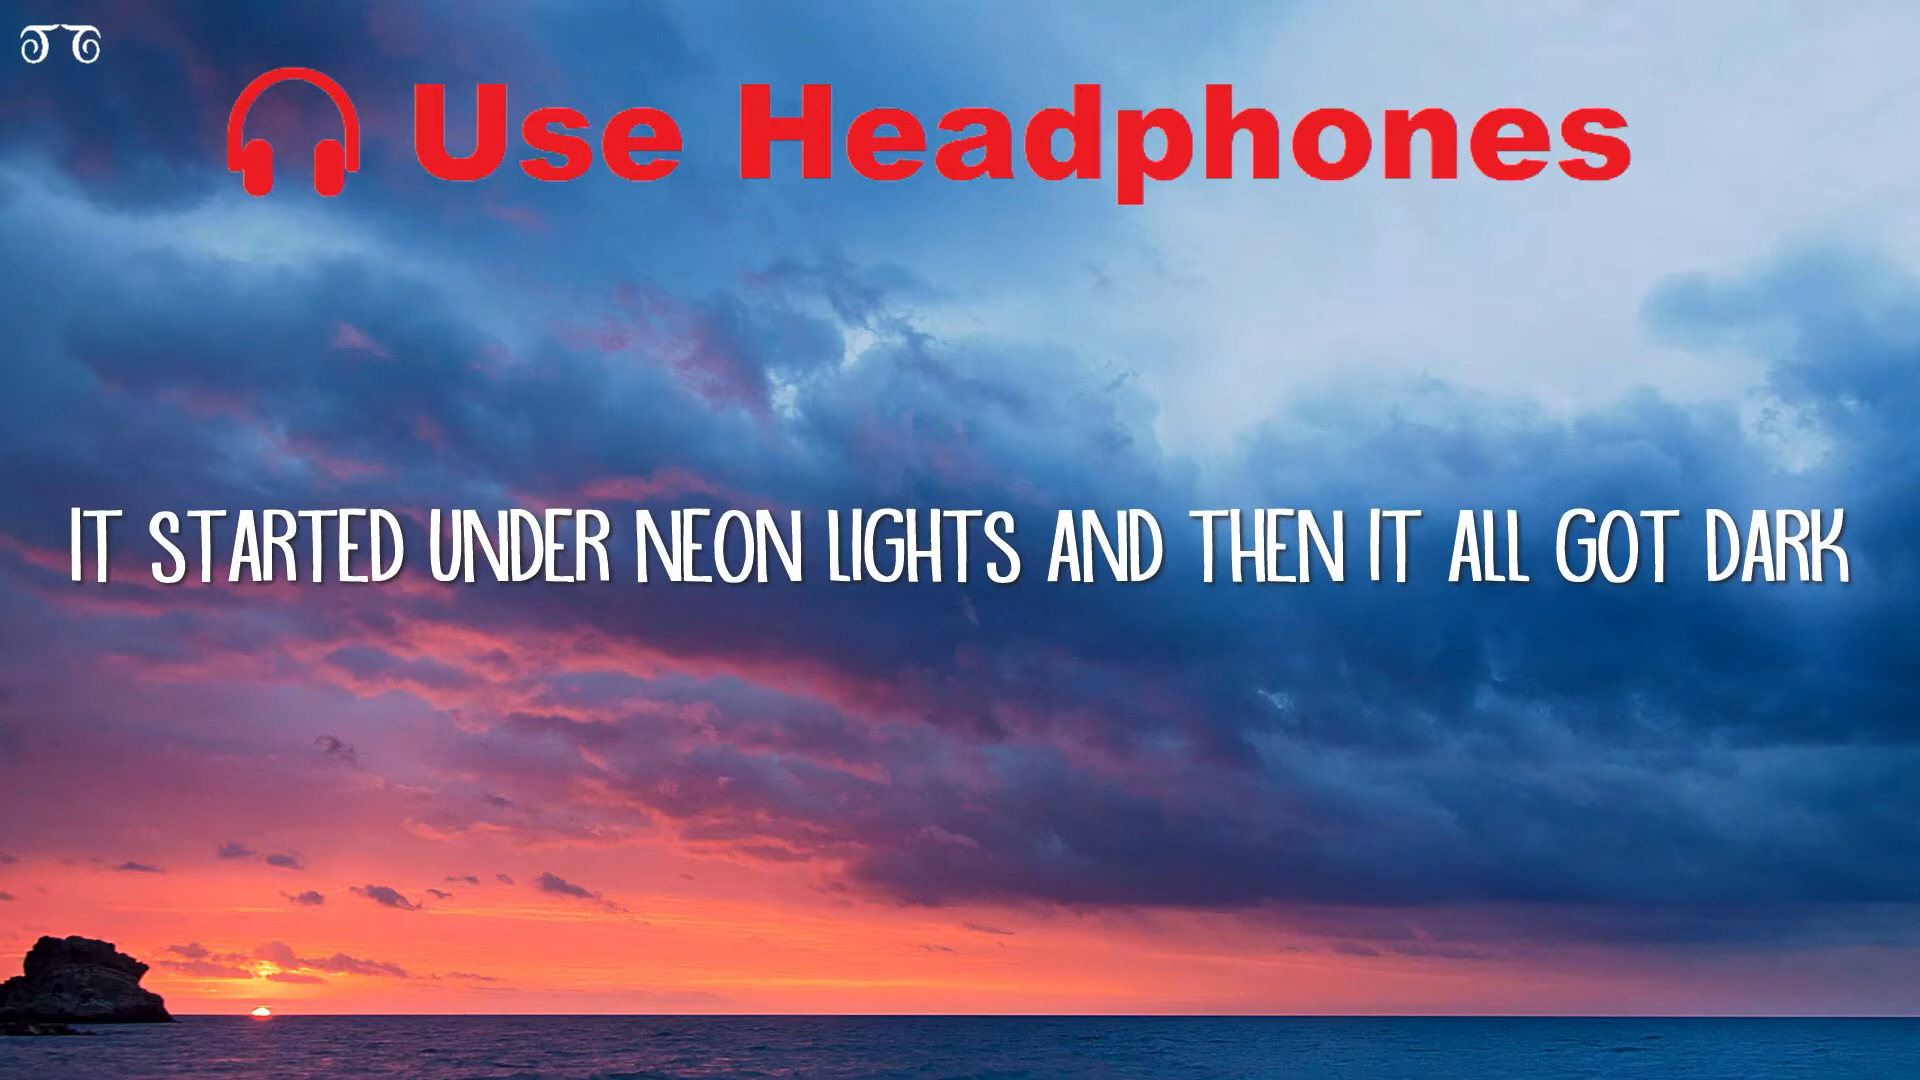 Use Headphones
IT STARTED UNDER NEON LIGHTS AND THEN IT ALL GOT DARK